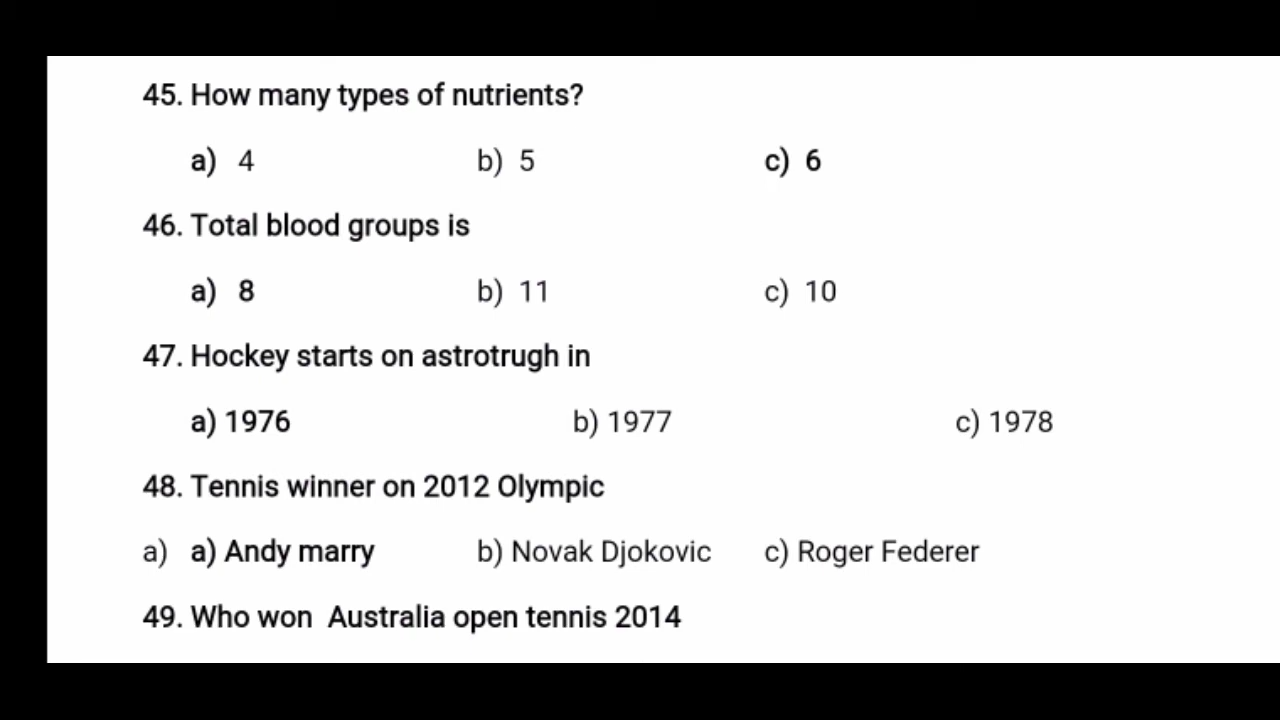 45. How many types of nutrients?
a) 4 b) 5 c) 6
46. Total blood groups is
a) 8 b) 11 c) 10
47. Hockey starts on astrotrugh in
a) 1976 b) 1977 c) 1978
48. Tennis winner on 2012 Olympic
a) a) Andy marry b) Novak Djokovic c) Roger Federer
49. Who won Australia open tennis 2014